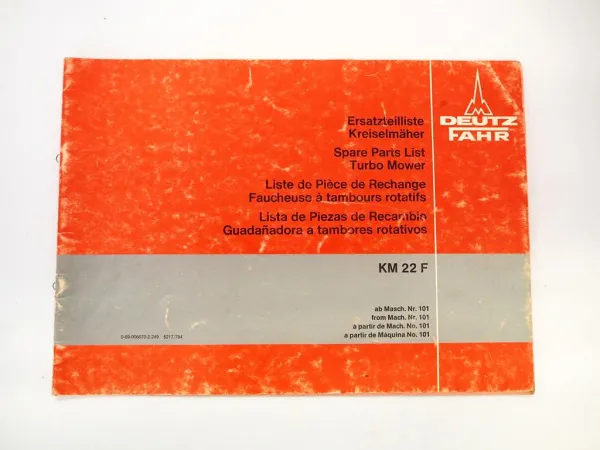 Ersatzteilliste
Kreiselmäher
Spare Parts List
Turbo Mower
Liste de Pièce de Rechange
Faucheuse à tambours rotatifs
Lista de Piezas de Recambio
Guadañadora a tambores rotativos
DEUTZ
FAHR
KM 22 F
ab Masch. Nr. 101
from Mach. Nr. 101
à partir de Mach. No. 101
a partir de Máquina No. 101